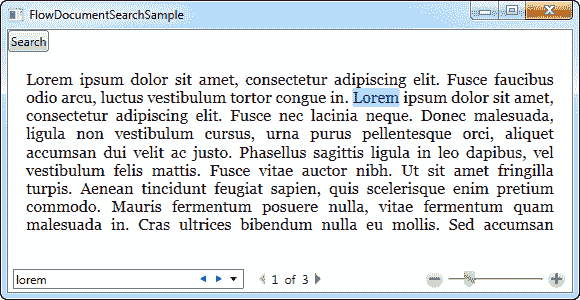 FlowDocumentSearchSample
Search
Lorem ipsum dolor sit amet, consectetur adipiscing elit. Fusce faucibus
odio arcu, luctus vestibulum tortor congue in. Lorem ipsum dolor sit amet,
consectetur adipiscing elit. Fusce nec lacinia neque. Donec malesuada,
ligula non vestibulum cursus, urna purus pellentesque orci, aliquet
accumsan dui velit ac justo. Phasellus sagittis ligula in leo dapibus, vel
vestibulum felis mattis. Fusce vitae auctor nibh. Ut sit amet fringilla
turpis. Aenean tincidunt feugiat sapien, quis scelerisque enim pretium
commodo. Mauris fermentum posuere nulla, vitae fermentum quam
malesuada in. Cras ultrices bibendum nulla eu mollis. Sed accumsan
lorem
1 of 3